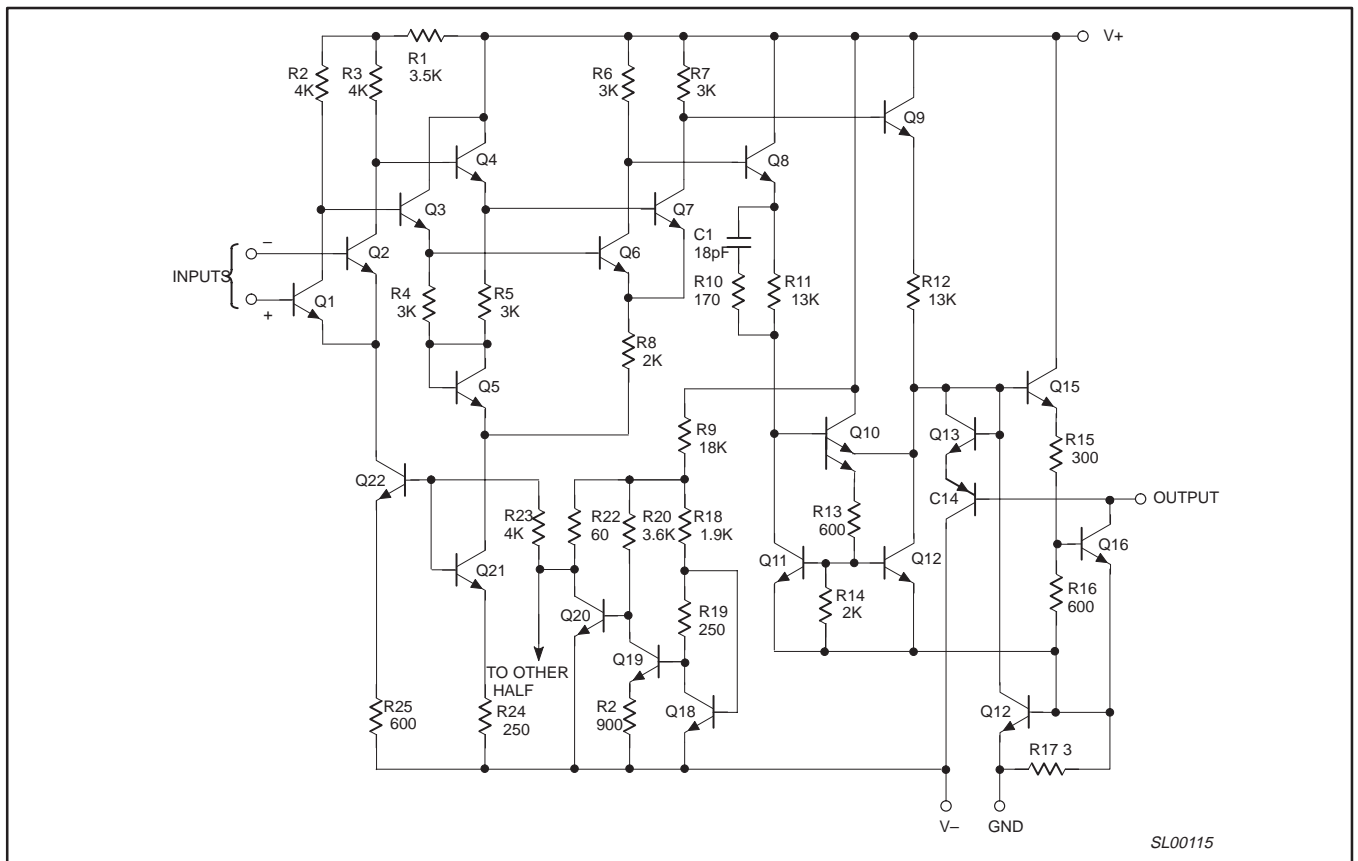 V+
R1
3.5K
R2
4K
R3
4K
R6
3K
R7
3K
Q9
Q4
Q8
Q3
Q7
C1
18pF
INPUTS
–
+
Q2
Q1
Q6
R4
3K
R5
3K
R10
170
R11
13K
R12
13K
R8
2K
Q5
Q15
Q10
Q13
R9
18K
R15
300
Q22
C14
OUTPUT
R23
4K
R22
60
R20
3.6K
R18
1.9K
R13
600
Q16
Q21
Q11
Q12
R14
2K
R16
600
Q20
R19
250
TO OTHER
HALF
Q19
R25
600
R24
250
R2
900
Q18
Q12
R17 3
V–
GND
SL00115